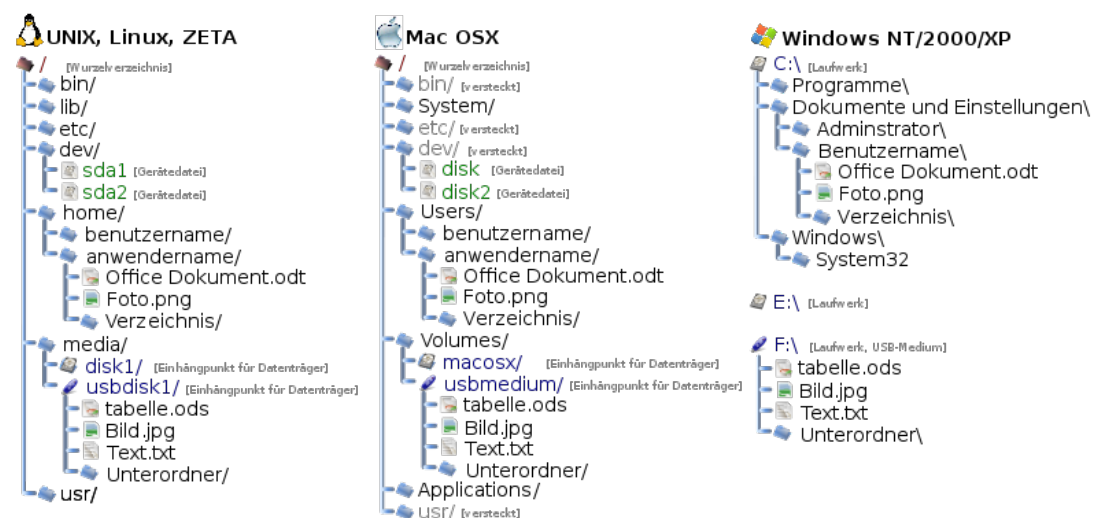 UNIX, Linux, ZETA
/ [Wurzelverzeichnis]
bin/
lib/
etc/
dev/
sda1 [Gerätedatei]
sda2 [Gerätedatei]
home/
benutzername/
anwendername/
Office Dokument.odt
Foto.png
Verzeichnis/
media/
disk1/ [Einhängpunkt für Datenträger]
usbdisk1/ [Einhängpunkt für Datenträger]
tabelle.ods
Bild.jpg
Text.txt
Unterordner/
usr/
Mac OSX
/ [Wurzelverzeichnis]
bin/ [versteckt]
System/
etc/ [versteckt]
dev/ [versteckt]
disk [Gerätedatei]
disk2 [Gerätedatei]
Users/
benutzername/
anwendername/
Office Dokument.odt
Foto.png
Verzeichnis/
Volumes/
macosx/ [Einhängpunkt für Datenträger]
usbmedium/ [Einhängpunkt für Datenträger]
tabelle.ods
Bild.jpg
Text.txt
Unterordner/
Applications/
usr/ [versteckt]
Windows NT/2000/XP
C:\ [Laufwerk]
Programme\
Dokumente und Einstellungen\
Adminstrator\
Benutzername\
Office Dokument.odt
Foto.png
Verzeichnis\
Windows\
System32
E:\ [Laufwerk]
F:\ [Laufwerk, USB-Medium]
tabelle.ods
Bild.jpg
Text.txt
Unterordner\